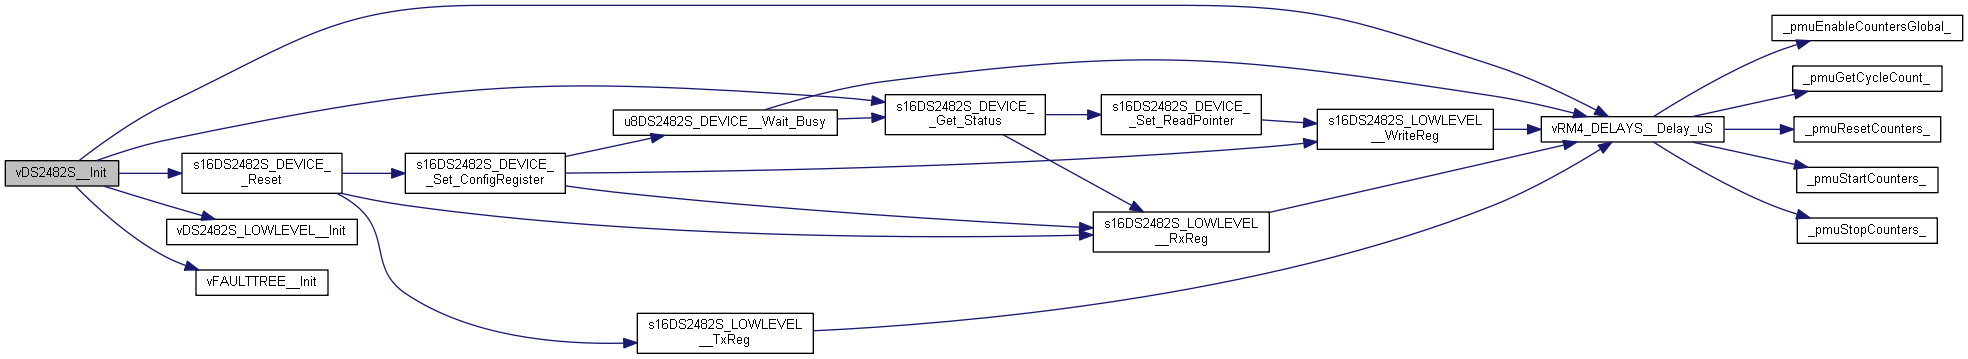 vDS2482S__Init
s16DS2482S_DEVICE_
_Reset
vDS2482S_LOWLEVEL__Init
vFAULTTREE__Init
s16DS2482S_DEVICE_
_Set_ConfigRegister
u8DS2482S_DEVICE__Wait_Busy
s16DS2482S_LOWLEVEL
__TxReg
s16DS2482S_DEVICE_
_Get_Status
s16DS2482S_DEVICE_
_Set_ReadPointer
s16DS2482S_LOWLEVEL
__RxReg
s16DS2482S_LOWLEVEL
__WriteReg
vRM4_DELAYS__Delay_uS
_pmuEnableCountersGlobal_
_pmuGetCycleCount_
_pmuResetCounters_
_pmuStartCounters_
_pmuStopCounters_